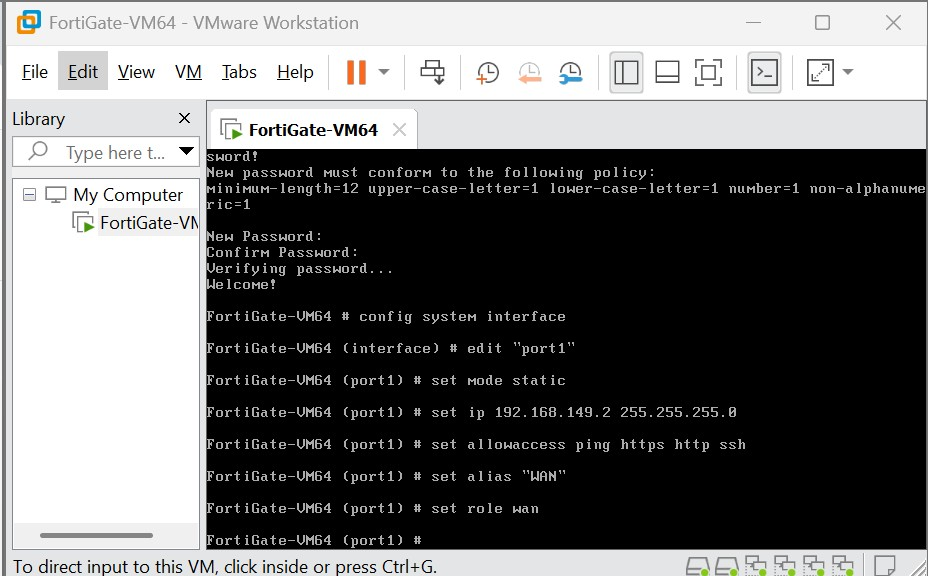 FortiGate-VM64 - VMware Workstation
File Edit View VM Tabs Help
Library
Type here t...
My Computer
FortiGate-VM
FortiGate-VM64
sword!
New password must conform to the following policy:
minimum-length=12 upper-case-letter=1 lower-case-letter=1 number=1 non-alphanume
ric=1
New Password:
Confirm Password:
Verifying password...
Welcome!
FortiGate-VM64 # config system interface
FortiGate-VM64 (interface) # edit "port1"
FortiGate-VM64 (port1) # set mode static
FortiGate-VM64 (port1) # set ip 192.168.149.2 255.255.255.0
FortiGate-VM64 (port1) # set allowaccess ping https http ssh
FortiGate-VM64 (port1) # set alias "WAN"
FortiGate-VM64 (port1) # set role wan
FortiGate-VM64 (port1) #
To direct input to this VM, click inside or press Ctrl+G.